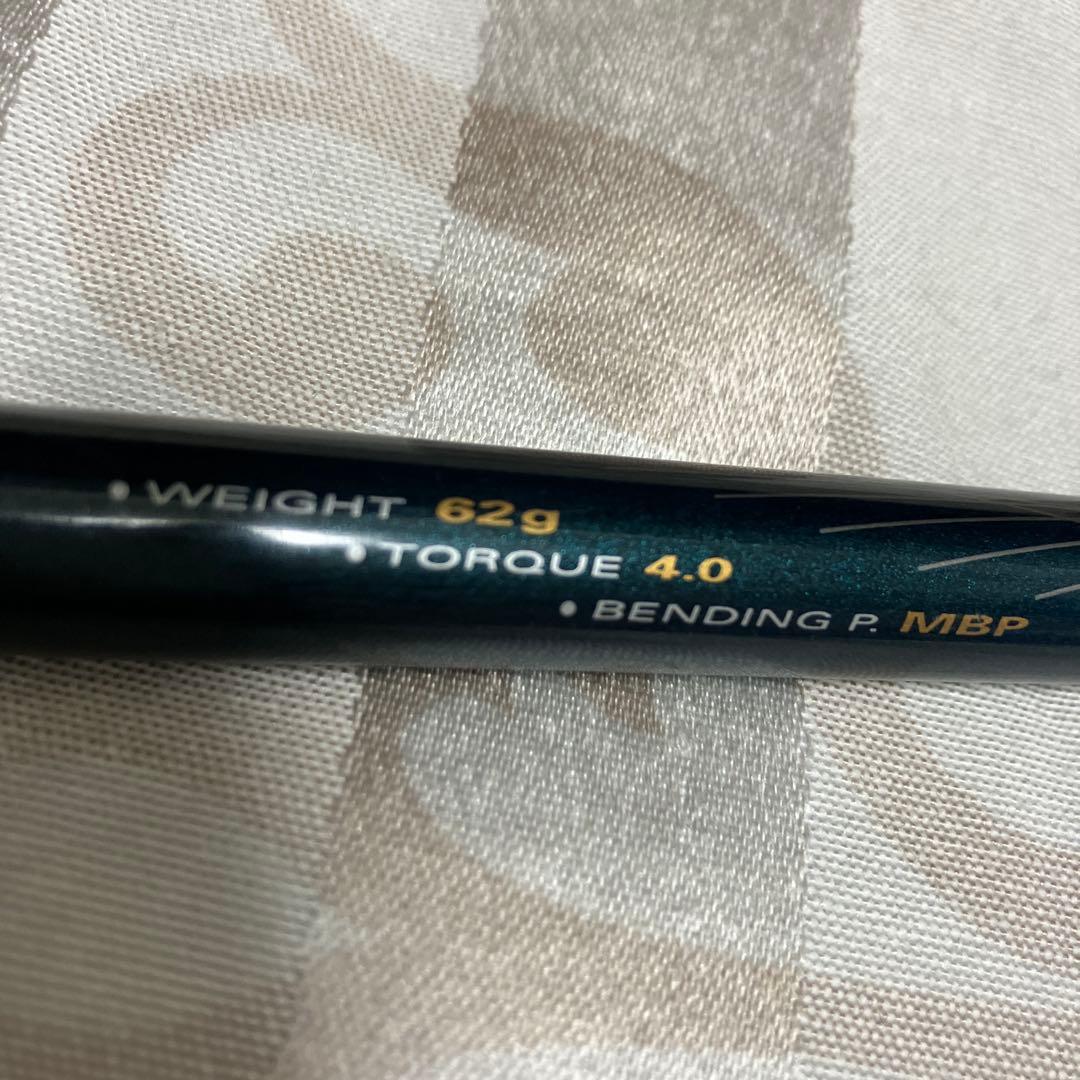 • WEIGHT 62g
• TORQUE 4.0
• BENDING P. MBP